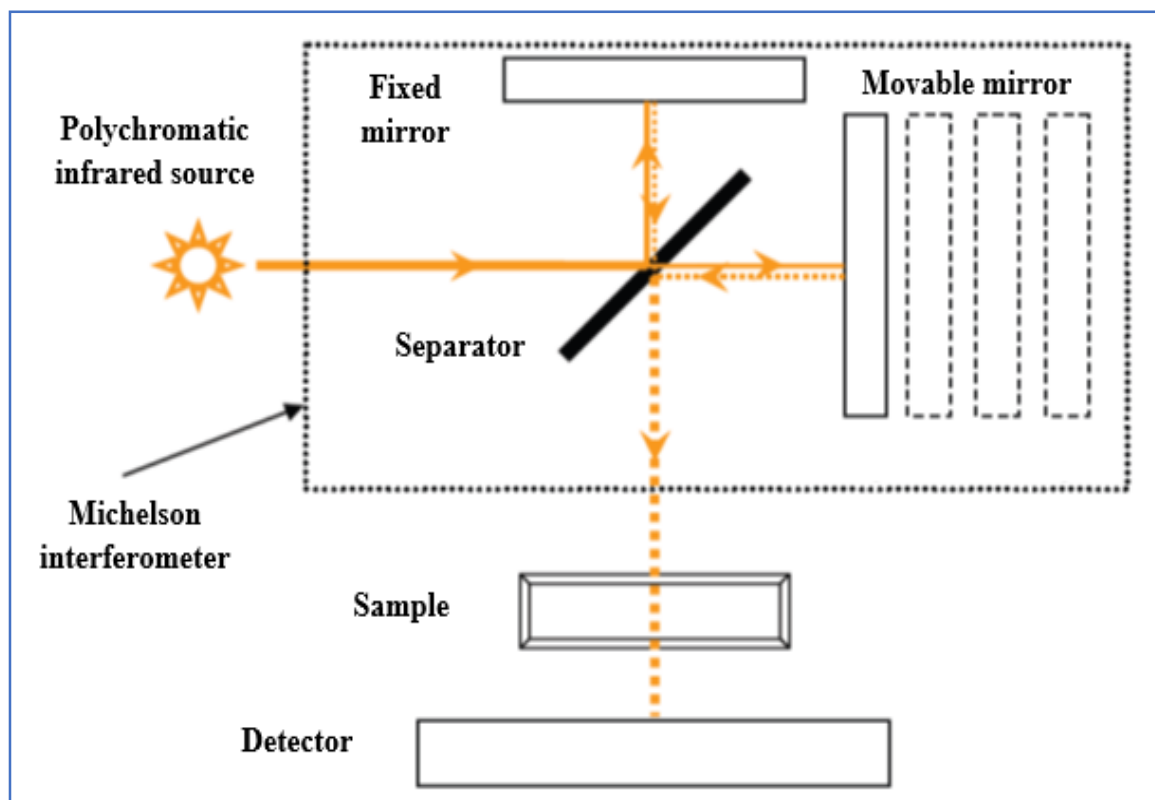 Fixed
mirror
Movable mirror
Polychromatic
infrared source
Separator
Michelson
interferometer
Sample
Detector